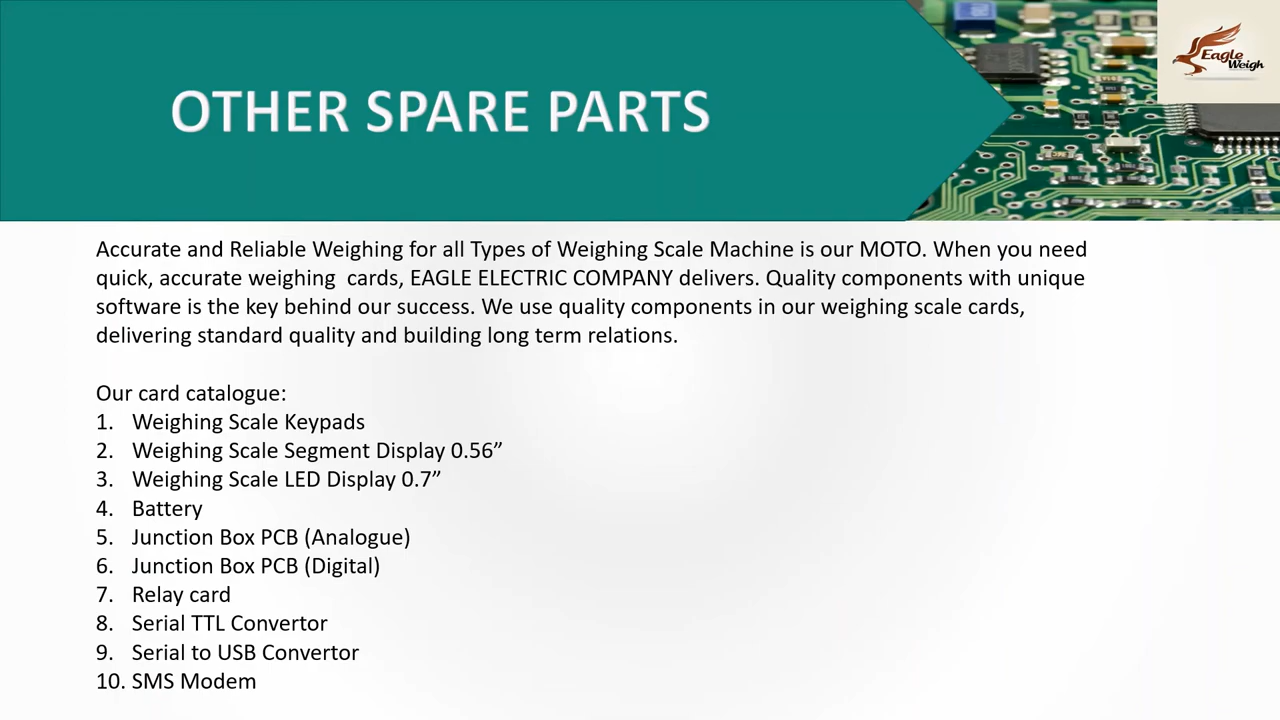 OTHER SPARE PARTS
Eagle
Weigh
Accurate and Reliable Weighing for all Types of Weighing Scale Machine is our MOTO. When you need
quick, accurate weighing  cards, EAGLE ELECTRIC COMPANY delivers. Quality components with unique
software is the key behind our success. We use quality components in our weighing scale cards,
delivering standard quality and building long term relations.
Our card catalogue:
1. Weighing Scale Keypads
2. Weighing Scale Segment Display 0.56”
3. Weighing Scale LED Display 0.7”
4. Battery
5. Junction Box PCB (Analogue)
6. Junction Box PCB (Digital)
7. Relay card
8. Serial TTL Convertor
9. Serial to USB Convertor
10. SMS Modem